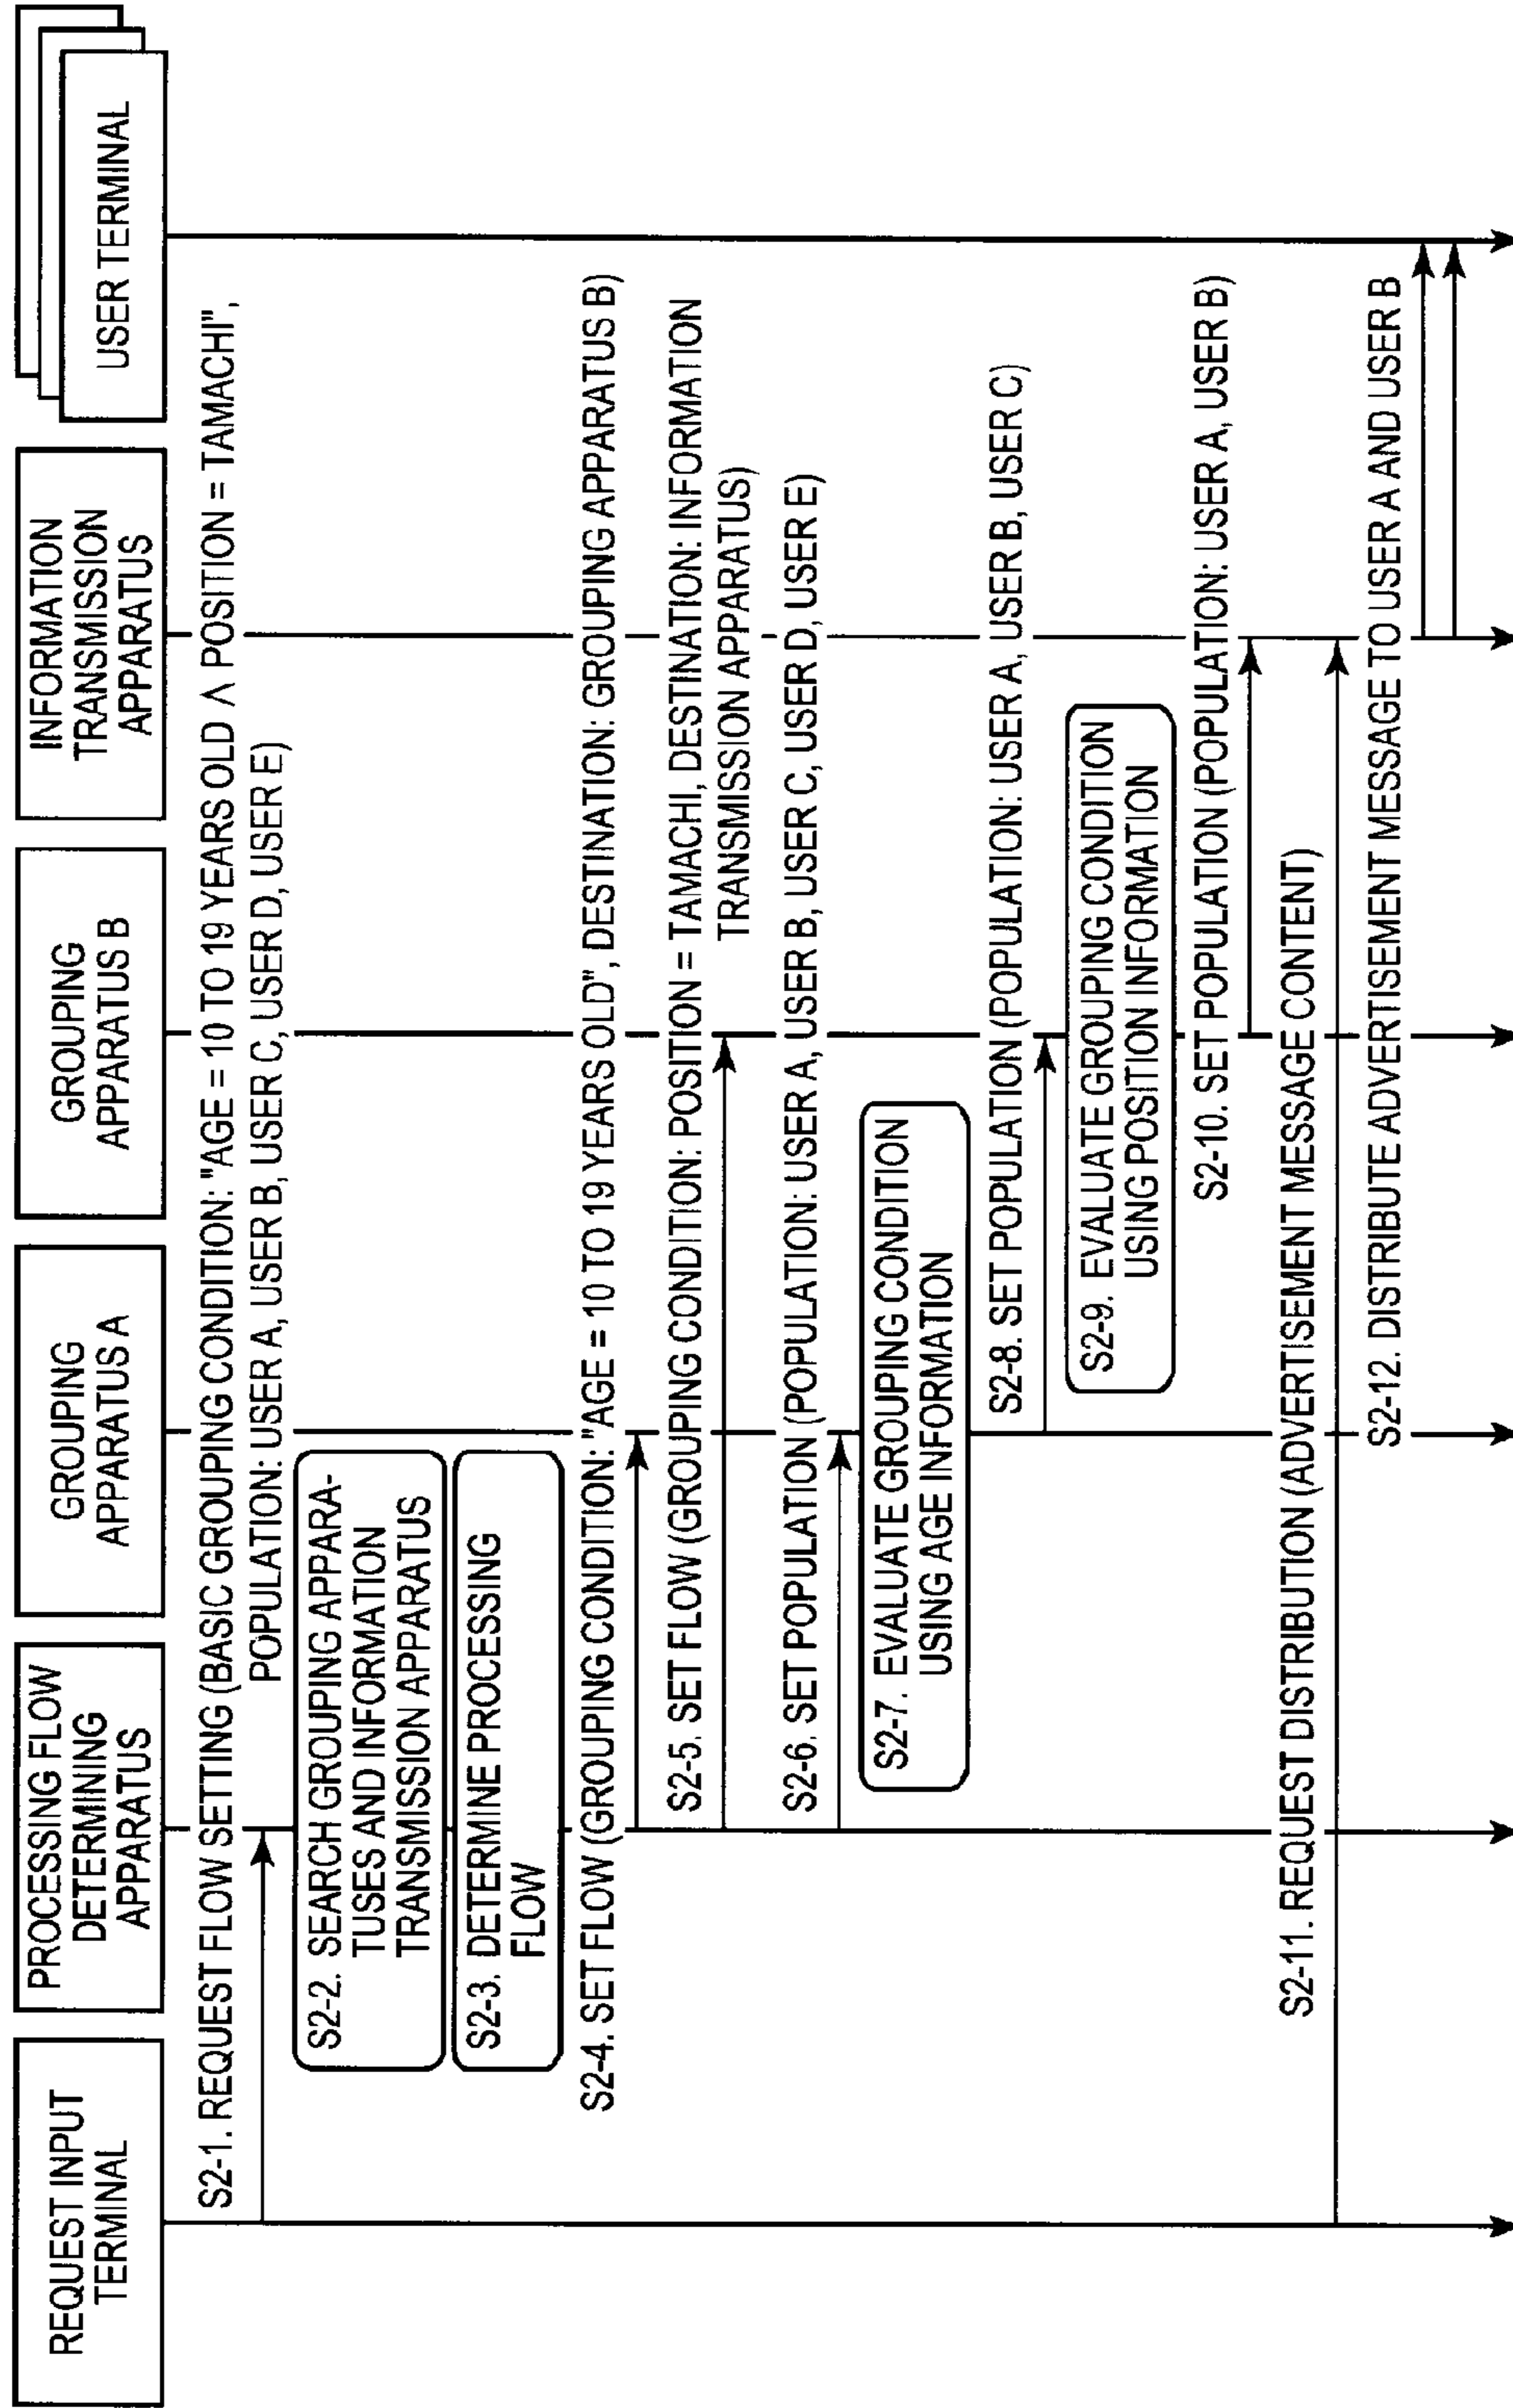 REQUEST INPUT
TERMINAL
PROCESSING FLOW
DETERMINING
APPARATUS
GROUPING
APPARATUS A
GROUPING
APPARATUS B
INFORMATION
TRANSMISSION
APPARATUS
USER TERMINAL
S2-1. REQUEST FLOW SETTING (BASIC GROUPING CONDITION: "AGE = 10 TO 19 YEARS OLD ∧ POSITION = TAMACHI",
POPULATION: USER A, USER B, USER C, USER D, USER E)
S2-2. SEARCH GROUPING APPARA-
TUSES AND INFORMATION
TRANSMISSION APPARATUS
S2-3. DETERMINE PROCESSING
FLOW
S2-4. SET FLOW (GROUPING CONDITION: "AGE = 10 TO 19 YEARS OLD", DESTINATION: GROUPING APPARATUS B)
S2-5. SET FLOW (GROUPING CONDITION: POSITION = TAMACHI, DESTINATION: INFORMATION
TRANSMISSION APPARATUS)
S2-6. SET POPULATION (POPULATION: USER A, USER B, USER C, USER D, USER E)
S2-7. EVALUATE GROUPING CONDITION
USING AGE INFORMATION
S2-8. SET POPULATION (POPULATION: USER A, USER B, USER C)
S2-9. EVALUATE GROUPING CONDITION
USING POSITION INFORMATION
S2-10. SET POPULATION (POPULATION: USER A, USER B)
S2-11. REQUEST DISTRIBUTION (ADVERTISEMENT MESSAGE CONTENT)
S2-12. DISTRIBUTE ADVERTISEMENT MESSAGE TO USER A AND USER B